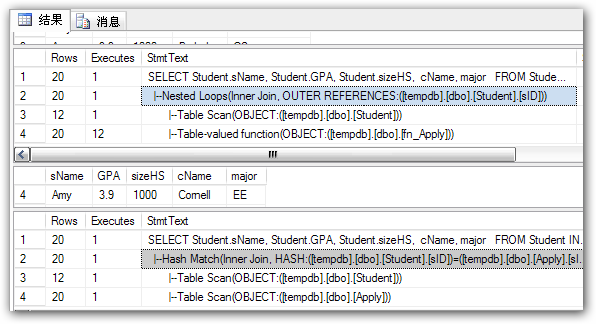 结果 消息
Rows Executes StmtText
1 20 1 SELECT Student.sName, Student.GPA, Student.sizeHS, cName, major FROM Stude...
2 20 1 |--Nested Loops(Inner Join, OUTER REFERENCES:([tempdb].[dbo].[Student].[sID]))
3 12 1 |--Table Scan(OBJECT:([tempdb].[dbo].[Student]))
4 20 12 |--Table-valued function(OBJECT:([tempdb].[dbo].[fn_Apply]))
sName GPA sizeHS cName major
4 Amy 3.9 1000 Cornell EE
Rows Executes StmtText
1 20 1 SELECT Student.sName, Student.GPA, Student.sizeHS, cName, major FROM Student IN...
2 20 1 |--Hash Match(Inner Join, HASH:([tempdb].[dbo].[Student].[sID])=([tempdb].[dbo].[Apply].[sI...
3 12 1 |--Table Scan(OBJECT:([tempdb].[dbo].[Student]))
4 20 1 |--Table Scan(OBJECT:([tempdb].[dbo].[Apply]))